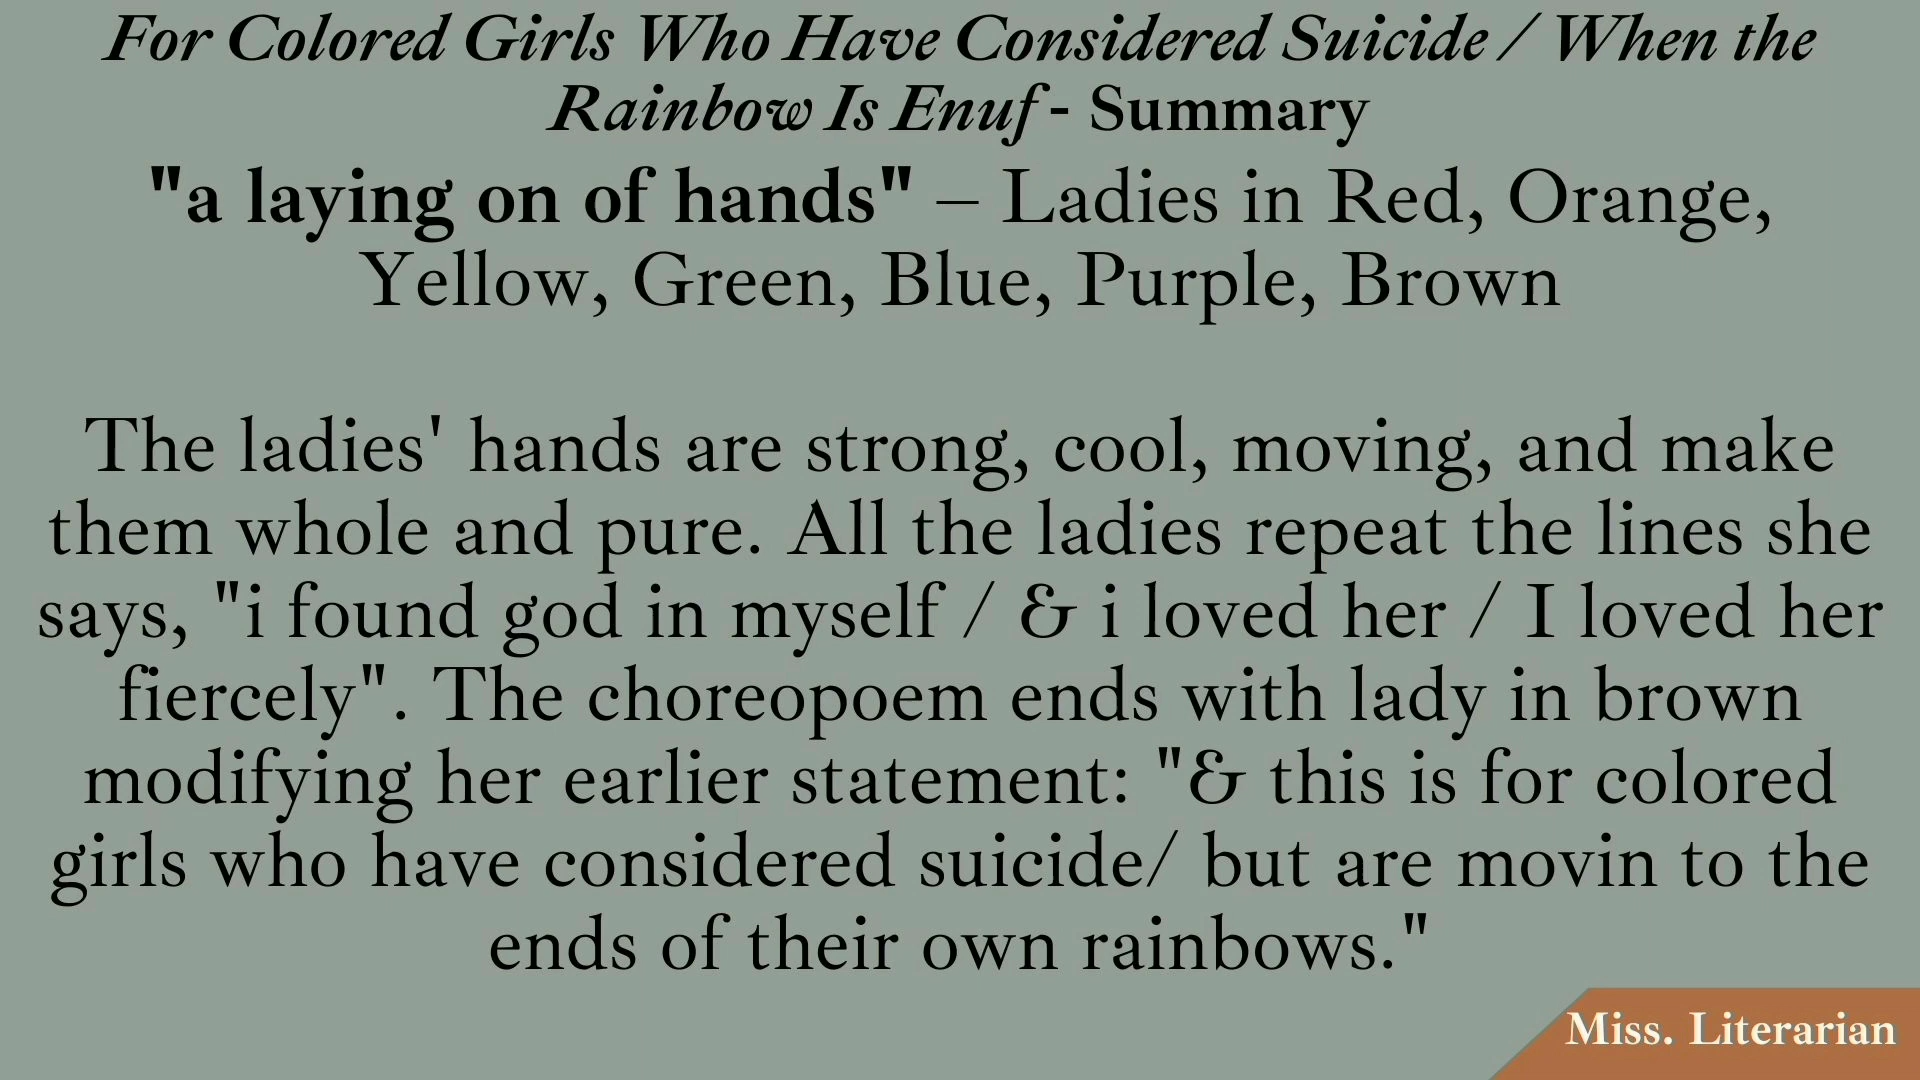 For Colored Girls Who Have Considered Suicide / When the
Rainbow Is Enuf - Summary
"a laying on of hands" – Ladies in Red, Orange,
Yellow, Green, Blue, Purple, Brown
The ladies' hands are strong, cool, moving, and make
them whole and pure. All the ladies repeat the lines she
says, "i found god in myself / & i loved her / I loved her
fiercely". The choreopoem ends with lady in brown
modifying her earlier statement: "& this is for colored
girls who have considered suicide/ but are movin to the
ends of their own rainbows."
Miss. Literarian